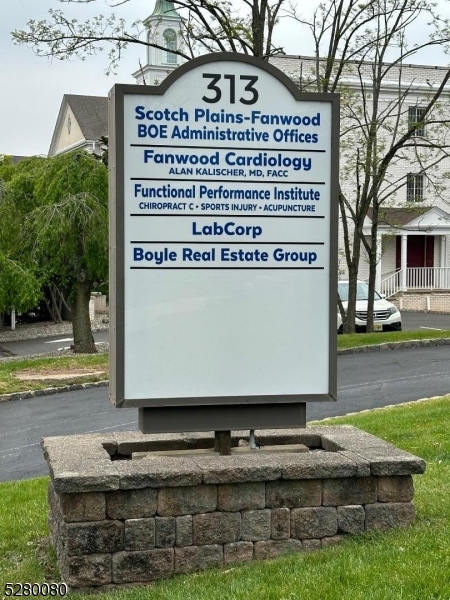 313
Scotch Plains-Fanwood
BOE Administrative Offices
Fanwood Cardiology
ALAN KALISCHER, MD, FACC
Functional Performance Institute
CHIROPRACT C • SPORTS INJURY • ACUPUNCTURE
LabCorp
Boyle Real Estate Group
5280080